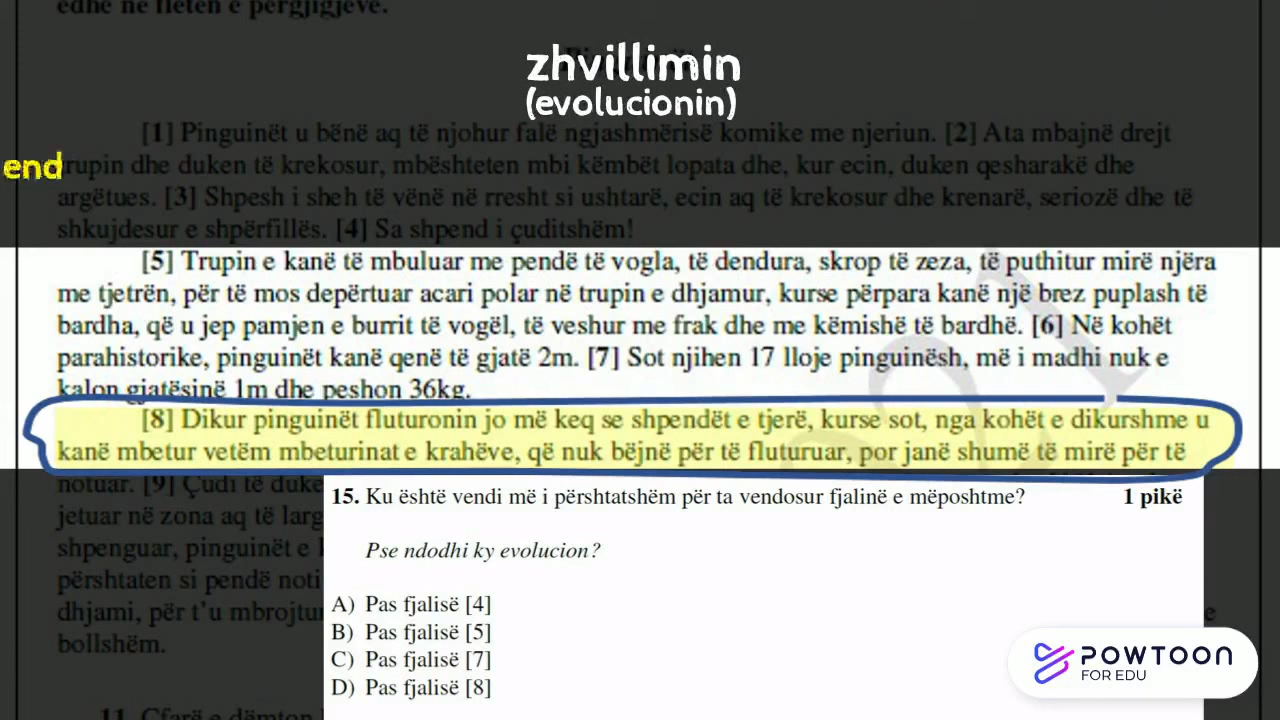 edhe në fletën e përgjigjeve.
zhvillimin
(evolucionin)
[1] Pinguinët u bënë aq të njohur falë ngjashmërisë komike me njeriun. [2] Ata mbajnë drejt
end
trupin dhe duken të krekosur, mbështeten mbi këmbët lopata dhe, kur ecin, duken qesharakë dhe
argëtues. [3] Shpesh i sheh të vënë në rresht si ushtarë, ecin aq të krekosur dhe krenarë, seriozë dhe të
shkujdesur e shpërfillës. [4] Sa shpend i çuditshëm!
[5] Trupin e kanë të mbuluar me pendë të vogla, të dendura, skrop të zeza, të puthitur mirë njëra
me tjetrën, për të mos depërtuar acari polar në trupin e dhjamur, kurse përpara kanë një brez puplash të
bardha, që u jep pamjen e burrit të vogël, të veshur me frak dhe me këmishë të bardhë. [6] Në kohët
parahistorike, pinguinët kanë qenë të gjatë 2m. [7] Sot njihen 17 lloje pinguinësh, më i madhi nuk e
kalon gjatësinë 1m dhe peshon 36kg.
[8] Dikur pinguinët fluturonin jo më keq se shpendët e tjerë, kurse sot, nga kohët e dikurshme u
kanë mbetur vetëm mbeturinat e krahëve, që nuk bëjnë për të fluturuar, por janë shumë të mirë për të
notuar. [9] Çudi të duke
jetuar në zona aq të larg
shpenguar, pinguinët e
përshtaten si pendë noti
dhjami, për t'u mbrojtur
bollshëm.
15. Ku është vendi më i përshtatshëm për ta vendosur fjalinë e mëposhtme? 1 pikë
Pse ndodhi ky evolucion?
A) Pas fjalisë [4]
B) Pas fjalisë [5]
C) Pas fjalisë [7]
D) Pas fjalisë [8]
POWTOON
FOR EDU
11. Çfarë e dëmton